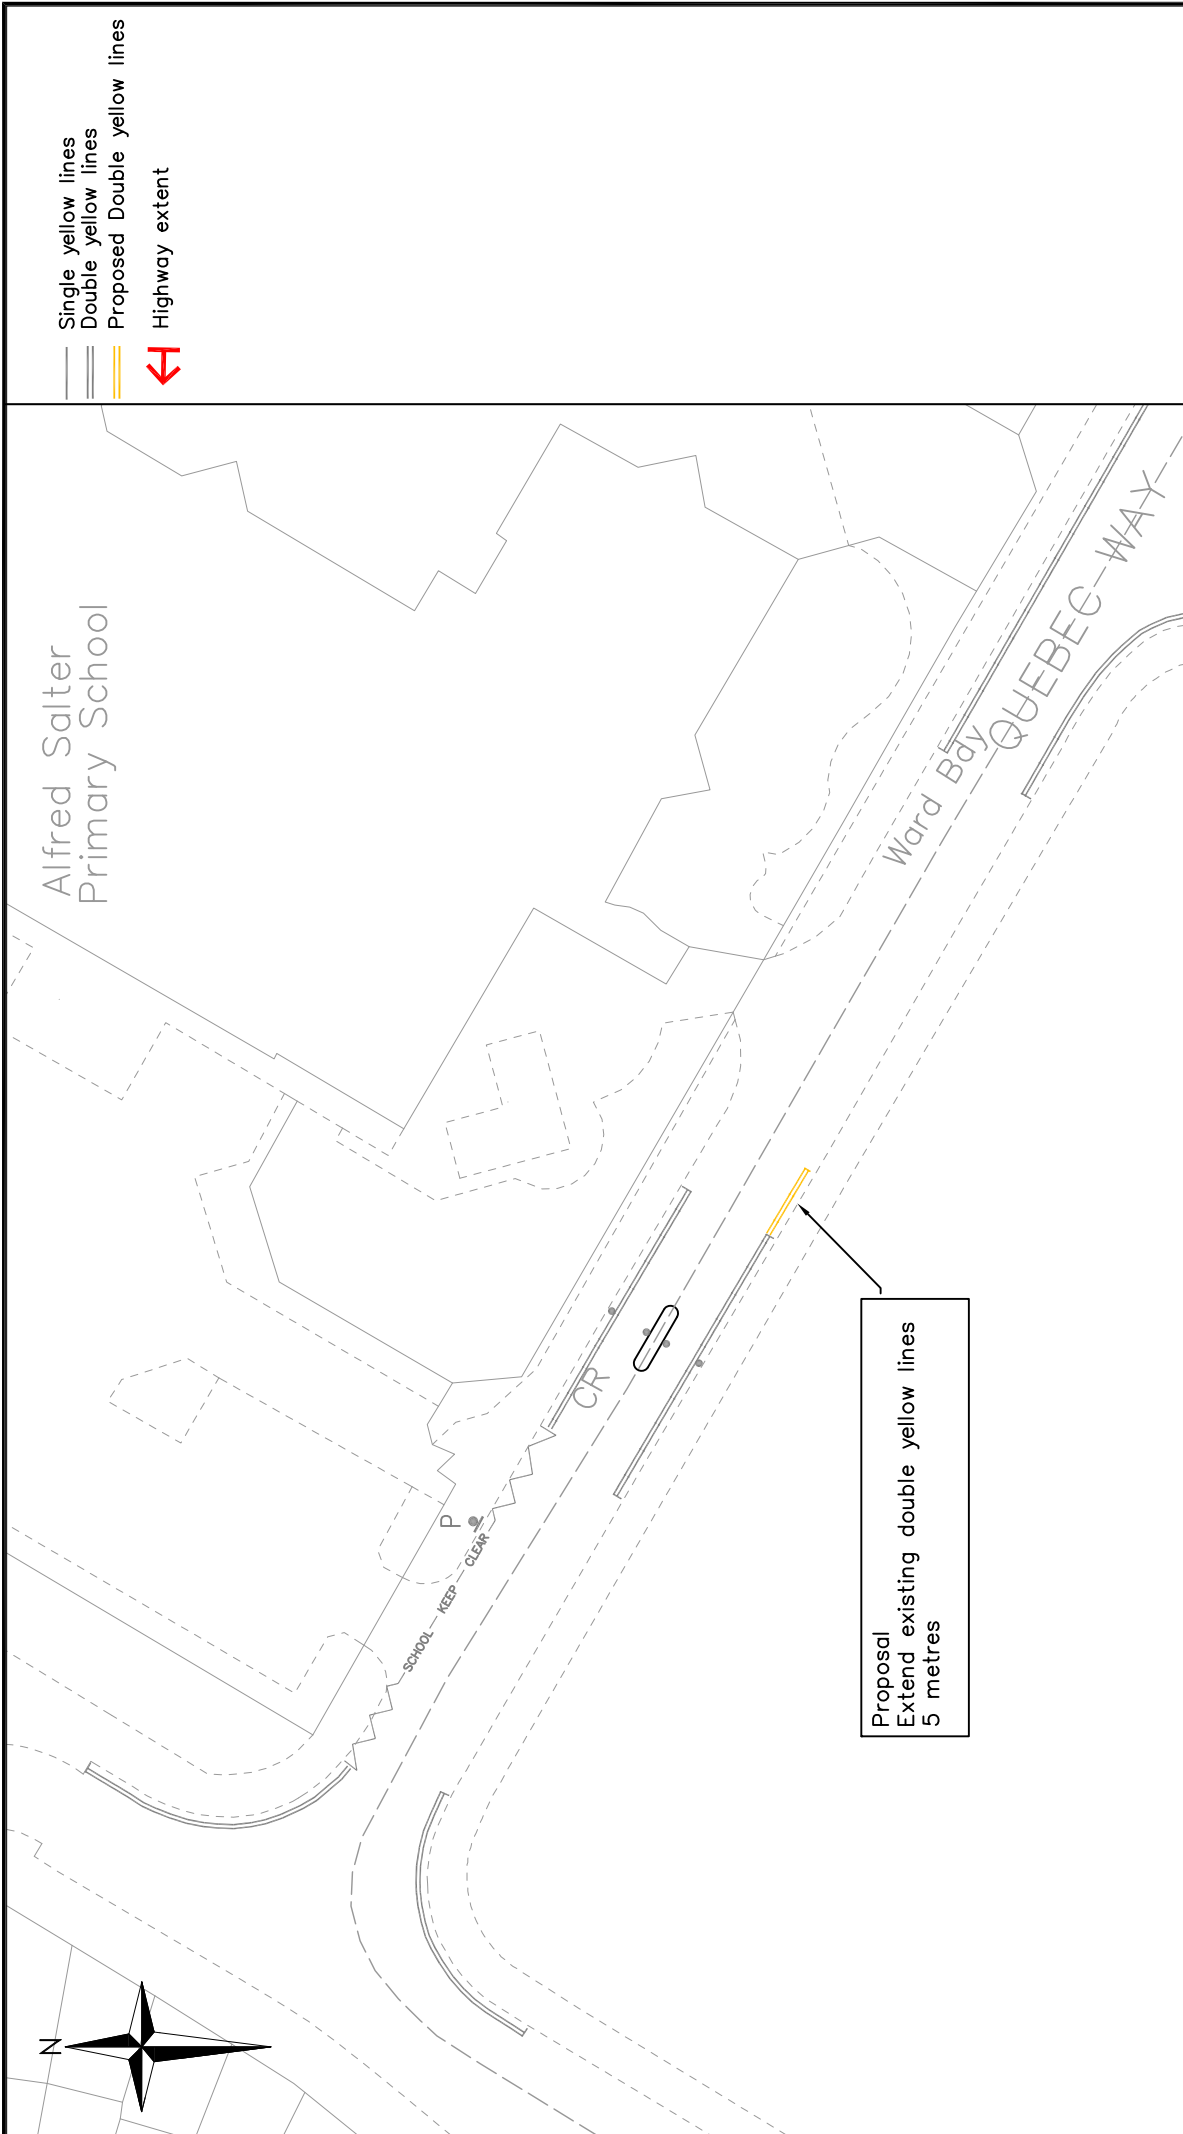 Single yellow lines
Double yellow lines
Proposed Double yellow lines
Highway extent
Alfred Salter
Primary School
Ward Bdy
QUEBEC WAY
CR
P
SCHOOL KEEP CLEAR
Proposal
Extend existing double yellow lines
5 metres
N